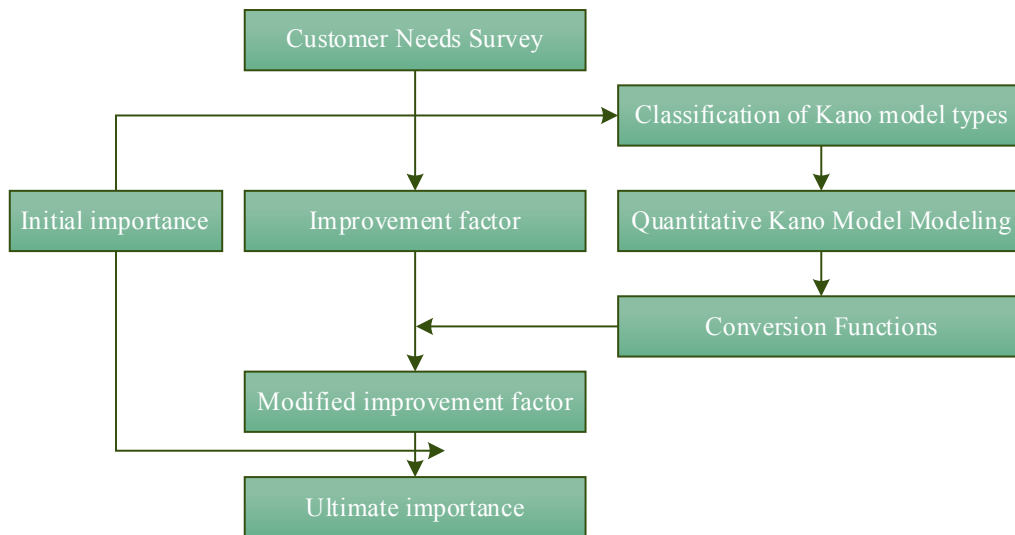 Customer Needs Survey
Classification of Kano model types
Initial importance
Improvement factor
Quantitative Kano Model Modeling
Conversion Functions
Modified improvement factor
Ultimate importance